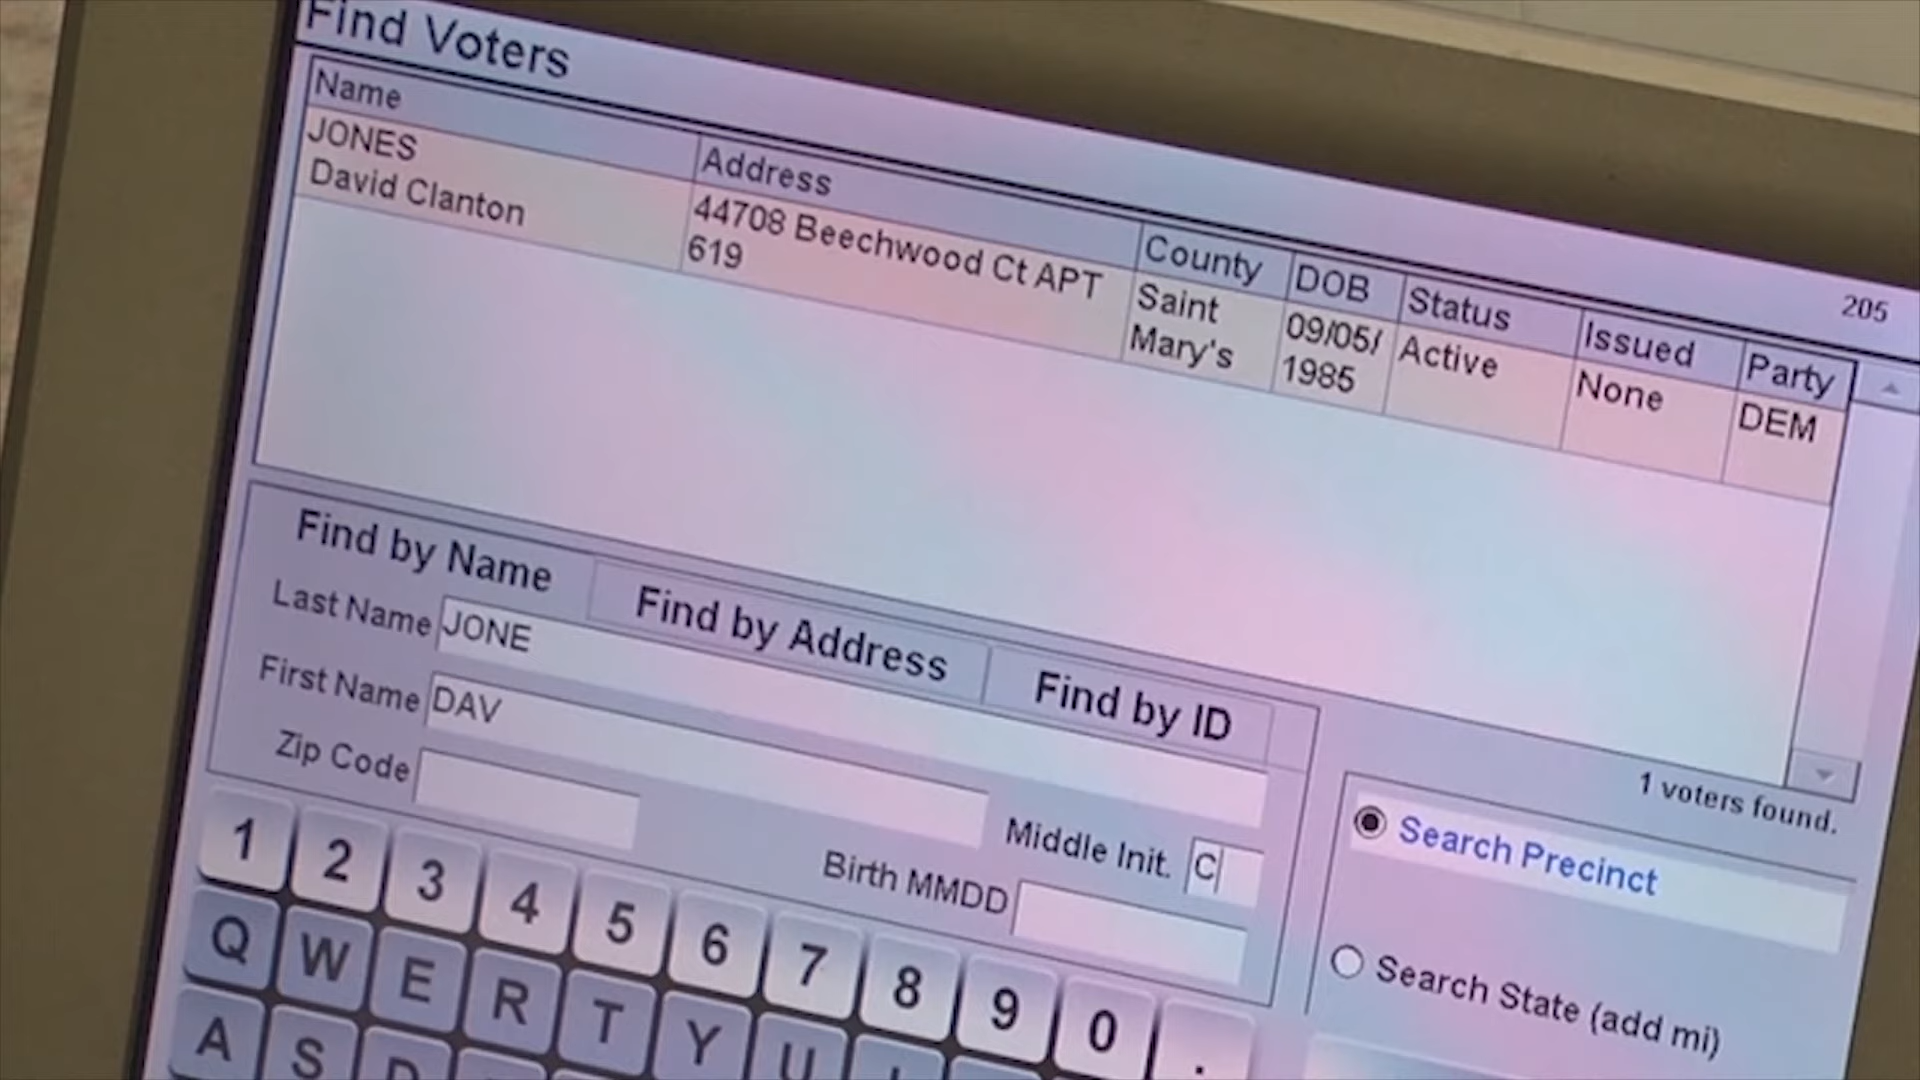 Find Voters
205
Name Address County DOB Status Issued Party
JONES
David Clanton
44708 Beechwood Ct APT
619
Saint
Mary's
09/05/
1985
Active
None
DEM
1 voters found.
Find by Name Find by Address Find by ID
Last Name JONE
First Name DAV
Middle Init. C
Zip Code
Birth MMDD
Search Precinct
Search State (add mi)
1 2 3 4 5 6 7 8 9 0 .
Q W E R T Y U I
A S D